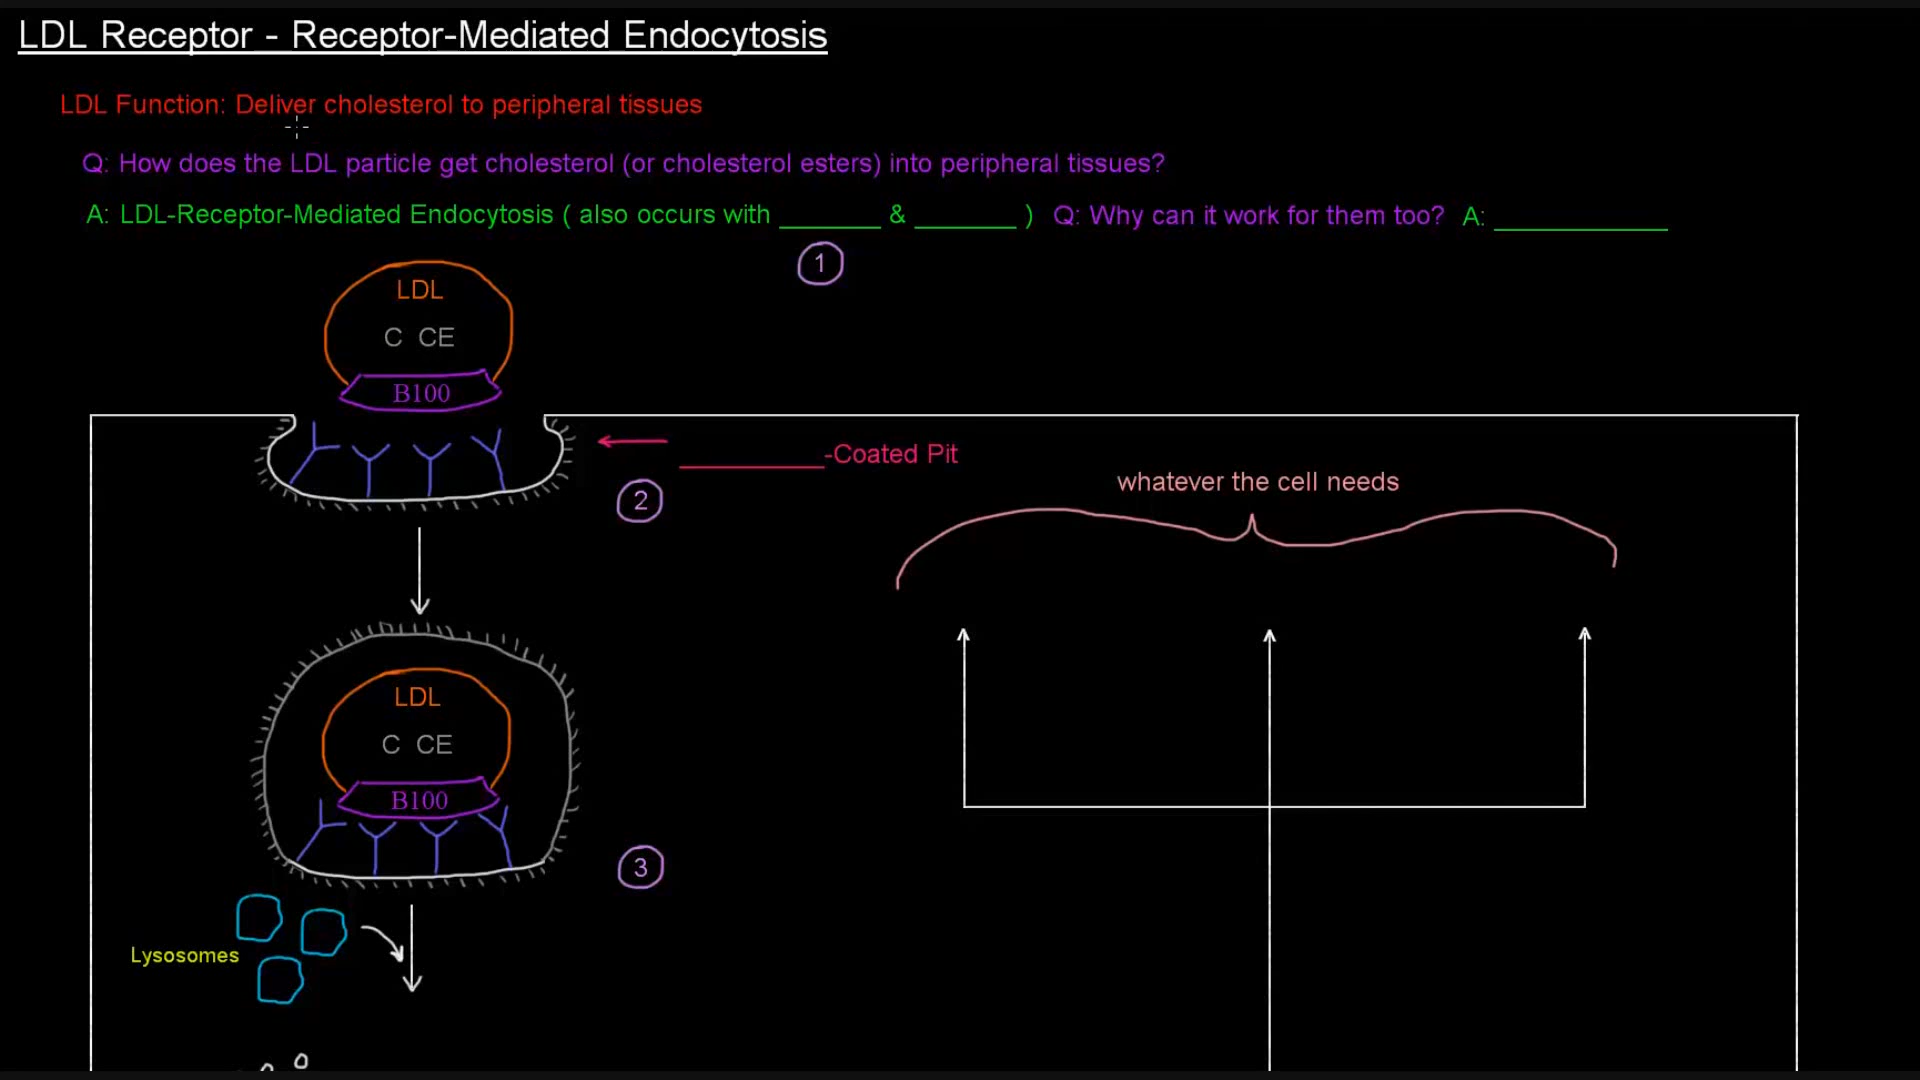 LDL Receptor - Receptor-Mediated Endocytosis
LDL Function: Deliver cholesterol to peripheral tissues
Q: How does the LDL particle get cholesterol (or cholesterol esters) into peripheral tissues?
A: LDL-Receptor-Mediated Endocytosis ( also occurs with _______ & _______ ) Q: Why can it work for them too? A: ____________
1
LDL
C CE
B100
__________-Coated Pit
whatever the cell needs
2
LDL
C CE
B100
3
Lysosomes